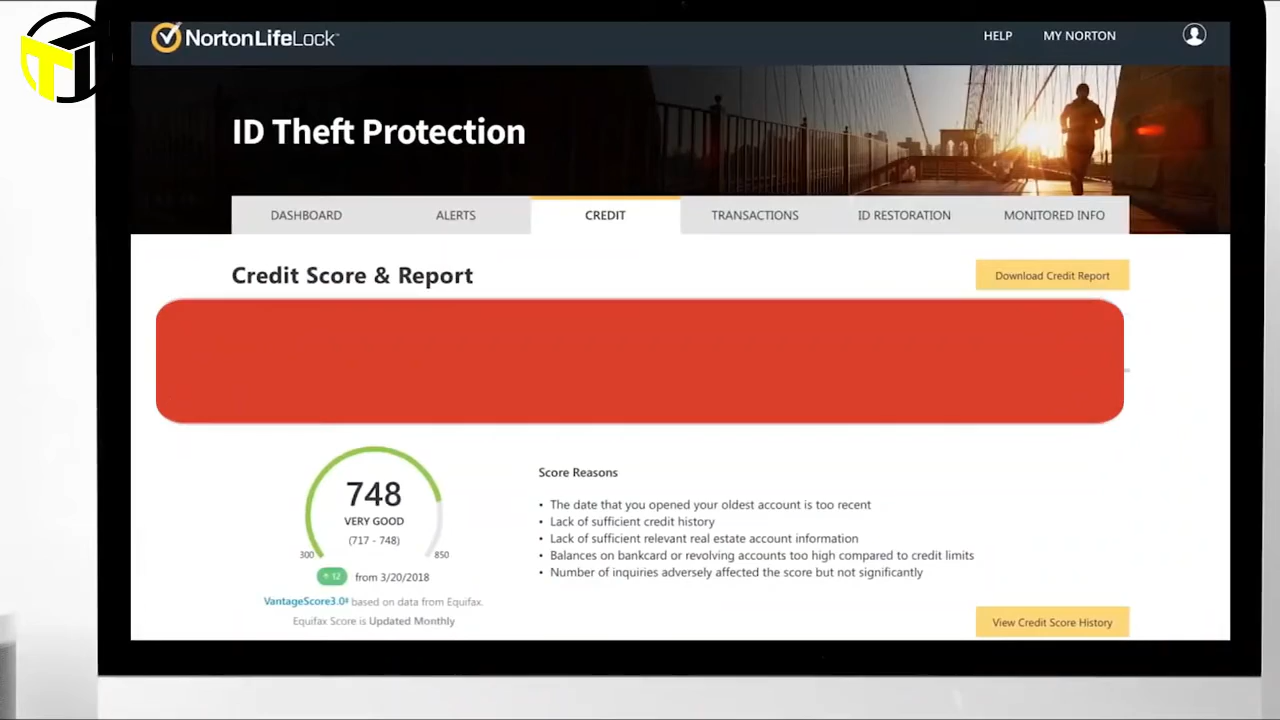 NortonLifeLock
HELP
MY NORTON
ID Theft Protection
DASHBOARD
ALERTS
CREDIT
TRANSACTIONS
ID RESTORATION
MONITORED INFO
Credit Score & Report
Download Credit Report
748
VERY GOOD
(717 - 748)
300
850
↑ 12 from 3/20/2018
VantageScore3.0‡ based on data from Equifax.
Equifax Score is Updated Monthly
Score Reasons
• The date that you opened your oldest account is too recent
• Lack of sufficient credit history
• Lack of sufficient relevant real estate account information
• Balances on bankcard or revolving accounts too high compared to credit limits
• Number of inquiries adversely affected the score but not significantly
View Credit Score History